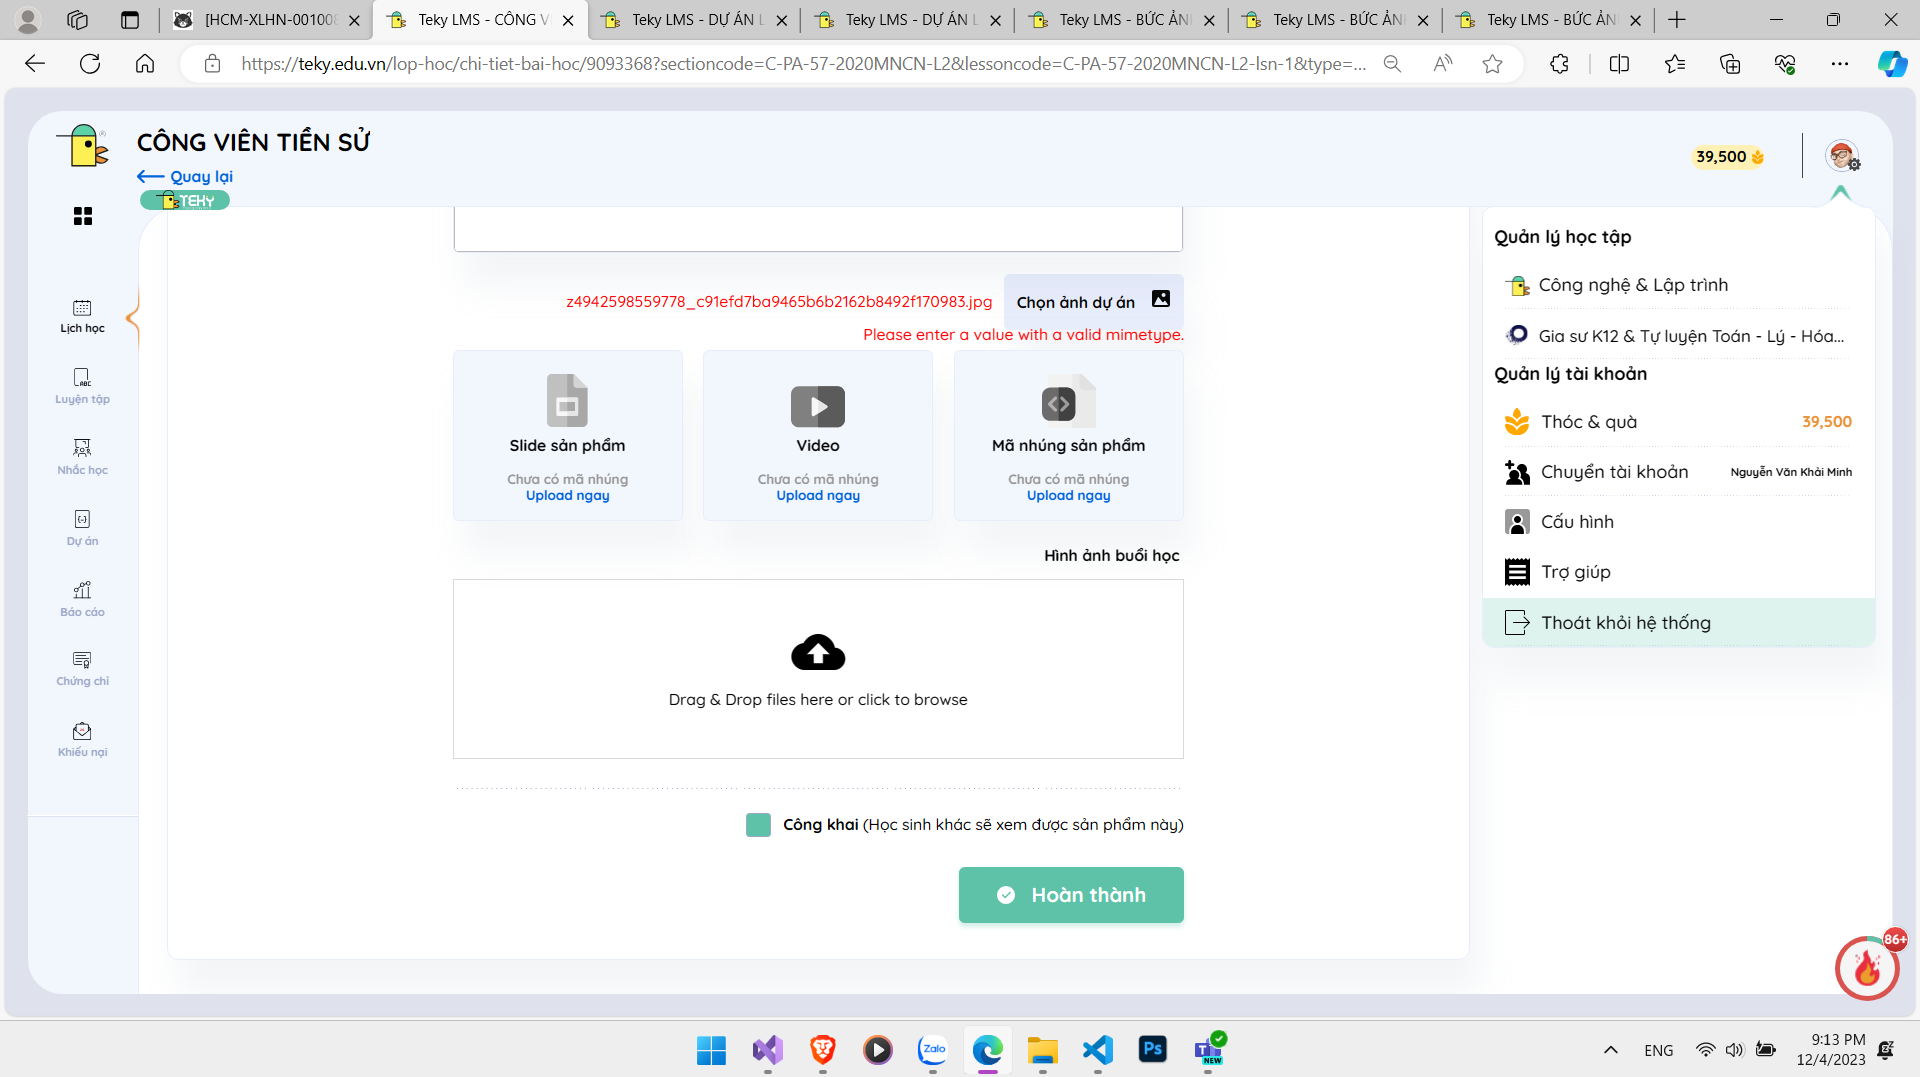 [HCM-XLHN-00100
Teky LMS - CÔNG V
Teky LMS - DỰ ÁN
Teky LMS - DỰ ÁN
Teky LMS - BỨC ẢN
Teky LMS - BỨC ẢN
Teky LMS - BỨC ẢN
https://teky.edu.vn/lop-hoc/chi-tiet-bai-hoc/9093368?sectioncode=C-PA-57-2020MNCN-L2&lessoncode=C-PA-57-2020MNCN-L2-lsn-1&type=...
CÔNG VIÊN TIỀN SỬ
Quay lại
TEKY
39,500
Lịch học
Luyện tập
Nhắc học
Dự án
Báo cáo
Chứng chỉ
Khiếu nại
z4942598559778_c91efd7ba9465b6b2162b8492f170983.jpg
Chọn ảnh dự án
Please enter a value with a valid mimetype.
Slide sản phẩm
Chưa có mã nhúng
Upload ngay
Video
Chưa có mã nhúng
Upload ngay
Mã nhúng sản phẩm
Chưa có mã nhúng
Upload ngay
Hình ảnh buổi học
Drag & Drop files here or click to browse
Công khai (Học sinh khác sẽ xem được sản phẩm này)
Hoàn thành
Quản lý học tập
Công nghệ & Lập trình
Gia sư K12 & Tự luyện Toán - Lý - Hóa...
Quản lý tài khoản
Thóc & quà 39,500
Chuyển tài khoản Nguyễn Văn Khải Minh
Cấu hình
Trợ giúp
Thoát khỏi hệ thống
86+
Zalo
Ps
NEW
ENG
9:13 PM
12/4/2023